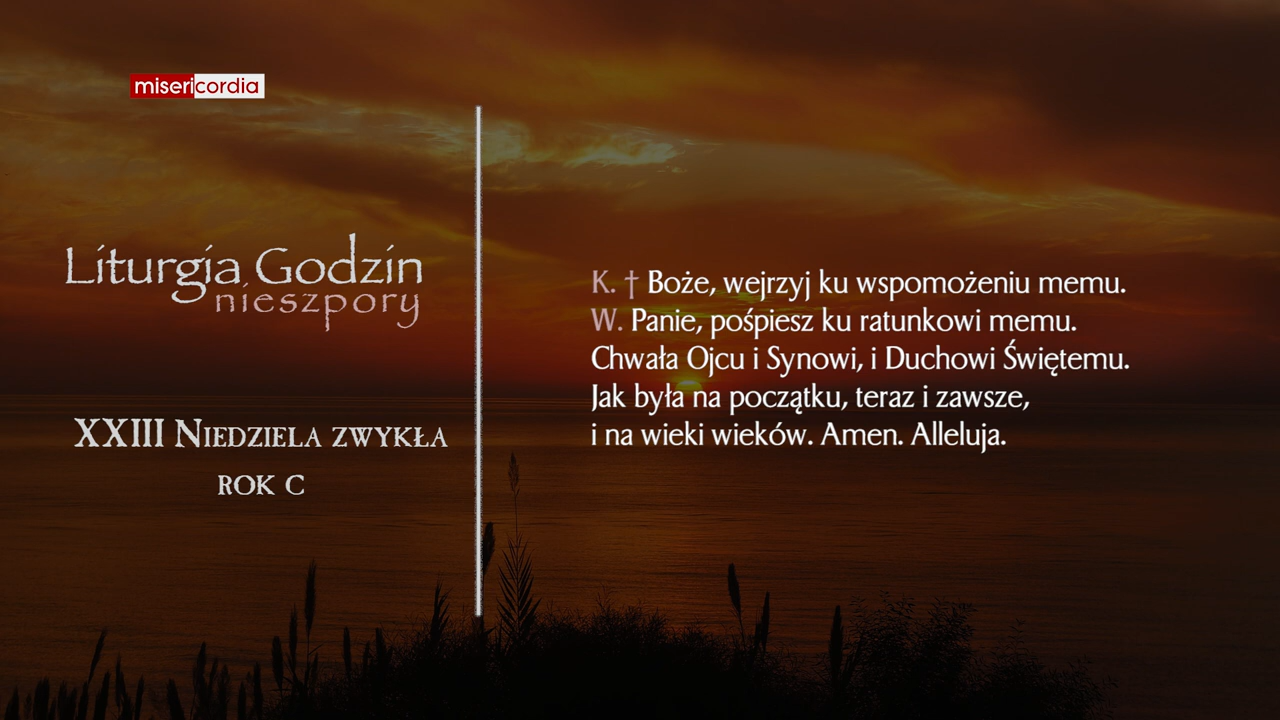 misericordia
Liturgia Godzin
nieszpory
XXIII Niedziela zwykła
rok C
K. † Boże, wejrzyj ku wspomożeniu memu.
W. Panie, pośpiesz ku ratunkowi memu.
Chwała Ojcu i Synowi, i Duchowi Świętemu.
Jak była na początku, teraz i zawsze,
i na wieki wieków. Amen. Alleluja.